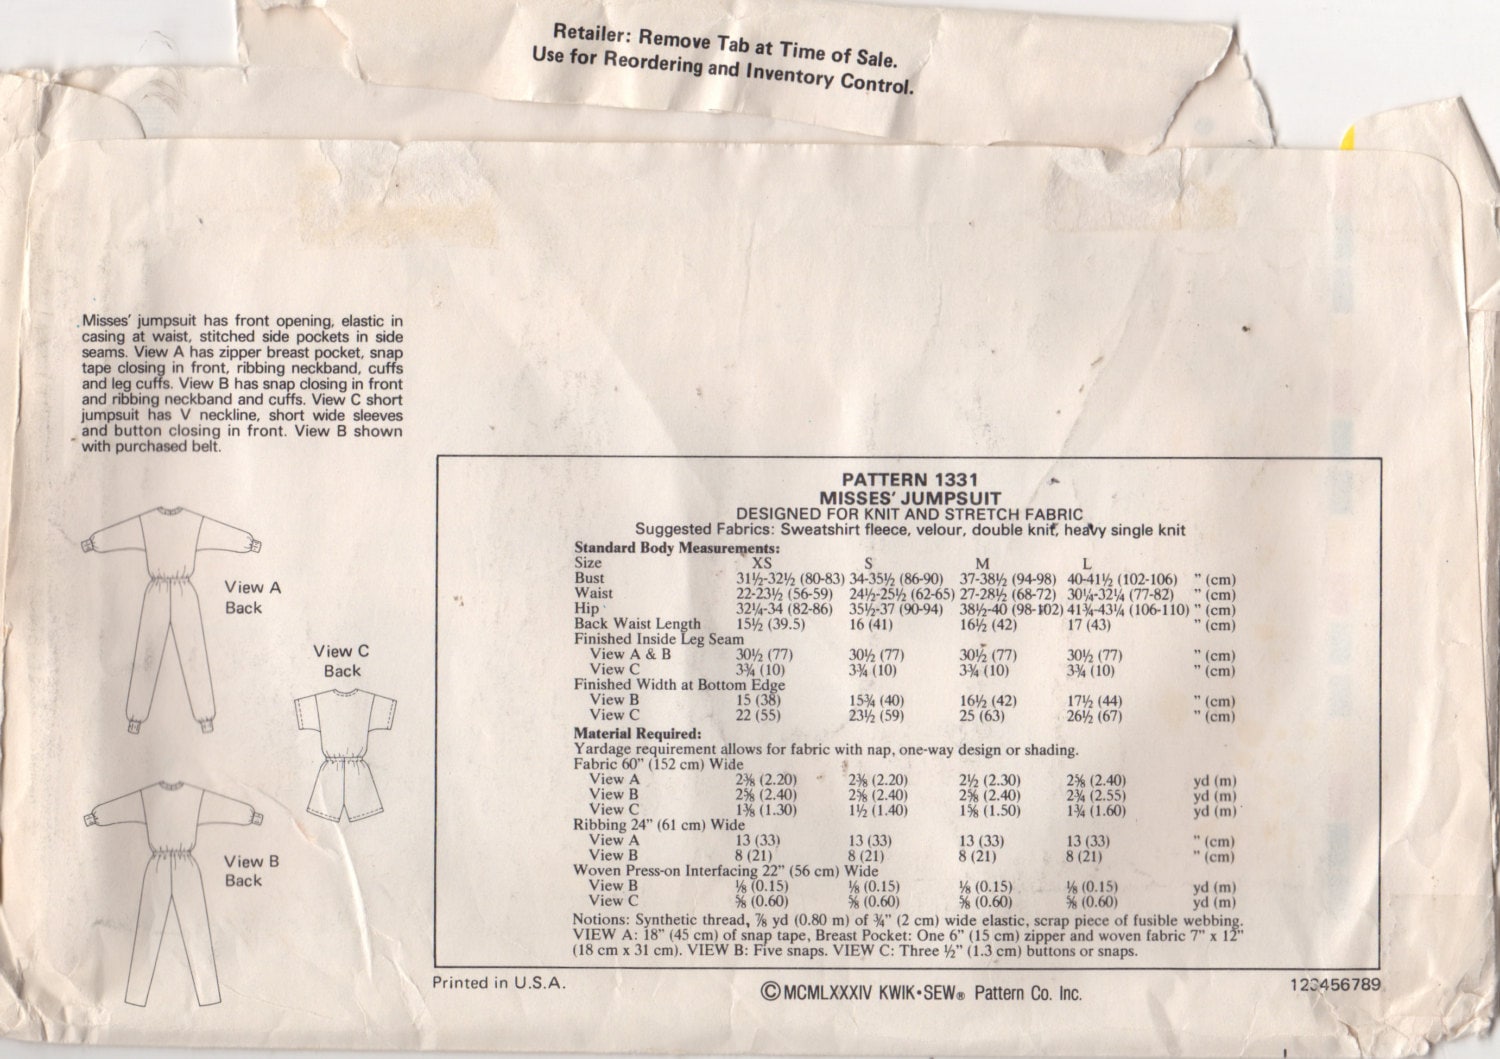 Retailer: Remove Tab at Time of Sale.
Use for Reordering and Inventory Control.
Misses' jumpsuit has front opening, elastic in
casing at waist, stitched side pockets in side
seams. View A has zipper breast pocket, snap
tape closing in front, ribbing neckband, cuffs
and leg cuffs. View B has snap closing in front
and ribbing neckband and cuffs. View C short
jumpsuit has V neckline, short wide sleeves
and button closing in front. View B shown
with purchased belt.
View A
Back
View C
Back
View B
Back
PATTERN 1331
MISSES' JUMPSUIT
DESIGNED FOR KNIT AND STRETCH FABRIC
Suggested Fabrics: Sweatshirt fleece, velour, double knit, heavy single knit
Standard Body Measurements:
Size XS S M L
Bust 31½-32½ (80-83) 34-35½ (86-90) 37-38½ (94-98) 40-41½ (102-106) " (cm)
Waist 22-23½ (56-59) 24½-25½ (62-65) 27-28½ (68-72) 30¼-32¼ (77-82) " (cm)
Hip 32¼-34 (82-86) 35½-37 (90-94) 38½-40 (98-102) 41¾-43¼ (106-110) " (cm)
Back Waist Length 15½ (39.5) 16 (41) 16½ (42) 17 (43) " (cm)
Finished Inside Leg Seam
View A & B 30½ (77) 30½ (77) 30½ (77) 30½ (77) " (cm)
View C 3¾ (10) 3¾ (10) 3¾ (10) 3¾ (10) " (cm)
Finished Width at Bottom Edge
View B 15 (38) 15¾ (40) 16½ (42) 17½ (44) " (cm)
View C 22 (55) 23½ (59) 25 (63) 26½ (67) " (cm)
Material Required:
Yardage requirement allows for fabric with nap, one-way design or shading.
Fabric 60" (152 cm) Wide
View A 2⅜ (2.20) 2⅜ (2.20) 2½ (2.30) 2⅝ (2.40) yd (m)
View B 2⅝ (2.40) 2⅝ (2.40) 2⅝ (2.40) 2¾ (2.55) yd (m)
View C 1⅜ (1.30) 1½ (1.40) 1⅝ (1.50) 1¾ (1.60) yd (m)
Ribbing 24" (61 cm) Wide
View A 13 (33) 13 (33) 13 (33) 13 (33) " (cm)
View B 8 (21) 8 (21) 8 (21) 8 (21) " (cm)
Woven Press-on Interfacing 22" (56 cm) Wide
View B ⅛ (0.15) ⅛ (0.15) ⅛ (0.15) ⅛ (0.15) yd (m)
View C ⅝ (0.60) ⅝ (0.60) ⅝ (0.60) ⅝ (0.60) yd (m)
Notions: Synthetic thread, ⅞ yd (0.80 m) of ¾" (2 cm) wide elastic, scrap piece of fusible webbing.
VIEW A: 18" (45 cm) of snap tape, Breast Pocket: One 6" (15 cm) zipper and woven fabric 7" x 12"
(18 cm x 31 cm). VIEW B: Five snaps. VIEW C: Three ½" (1.3 cm) buttons or snaps.
Printed in U.S.A.
©MCMLXXXIV KWIK•SEW® Pattern Co. Inc.
123456789